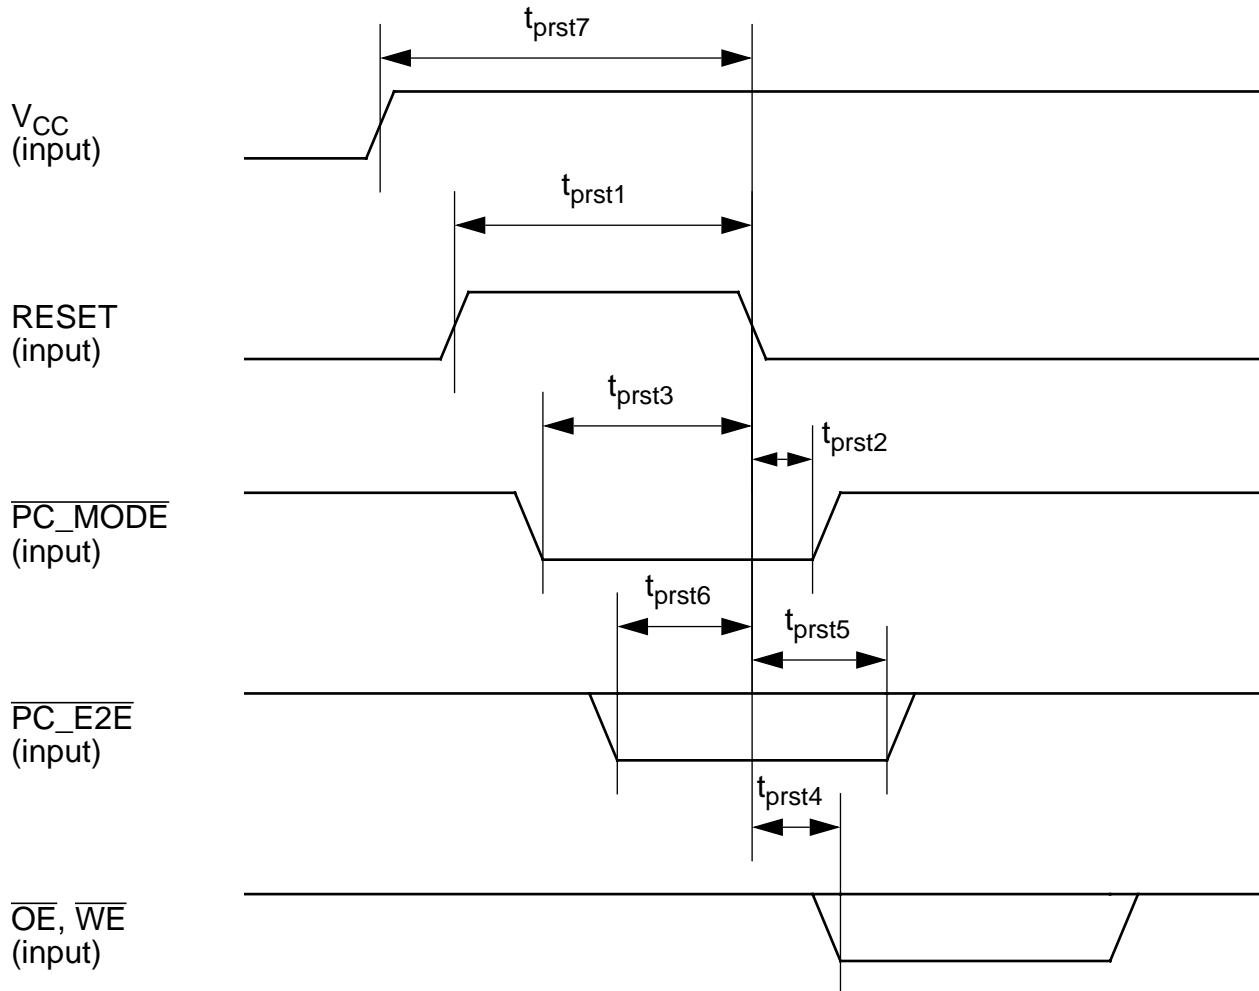 tprst7
VCC
(input)
tprst1
RESET
(input)
tprst3
tprst2
PC_MODE
(input)
tprst6
tprst5
PC_E2E
(input)
tprst4
OE, WE
(input)